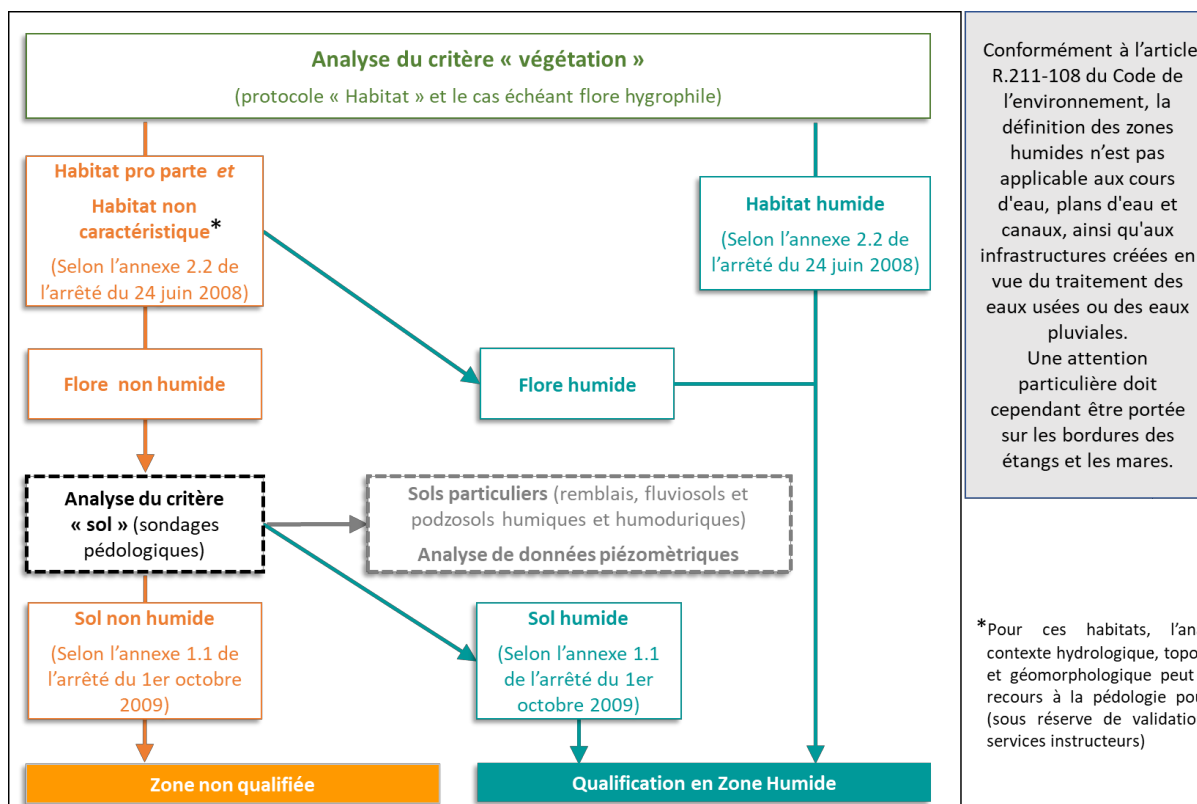 Analyse du critère « végétation »
(protocole « Habitat » et le cas échéant flore hygrophile)
Habitat pro parte et
Habitat non
caractéristique*
(Selon l’annexe 2.2 de
l’arrêté du 24 juin 2008)
Habitat humide
(Selon l’annexe 2.2 de
l’arrêté du 24 juin 2008)
Flore non humide
Flore humide
Analyse du critère
« sol » (sondages
pédologiques)
Sols particuliers (remblais, fluviosols et
podzosols humiques et humoduriques)
Analyse de données piézomètriques
Sol non humide
(Selon l’annexe 1.1 de
l’arrêté du 1er octobre
2009)
Sol humide
(Selon l’annexe 1.1
de l’arrêté du 1er
octobre 2009)
Zone non qualifiée
Qualification en Zone Humide
Conformément à l’article
R.211-108 du Code de
l’environnement, la
définition des zones
humides n’est pas
applicable aux cours
d'eau, plans d'eau et
canaux, ainsi qu'aux
infrastructures créées en
vue du traitement des
eaux usées ou des eaux
pluviales.
Une attention
particulière doit
cependant être portée
sur les bordures des
étangs et les mares.
*Pour ces habitats,
contexte hydrologique,
et géomorphologique peut
recours à la pédologie
(sous réserve de
services instructeurs)